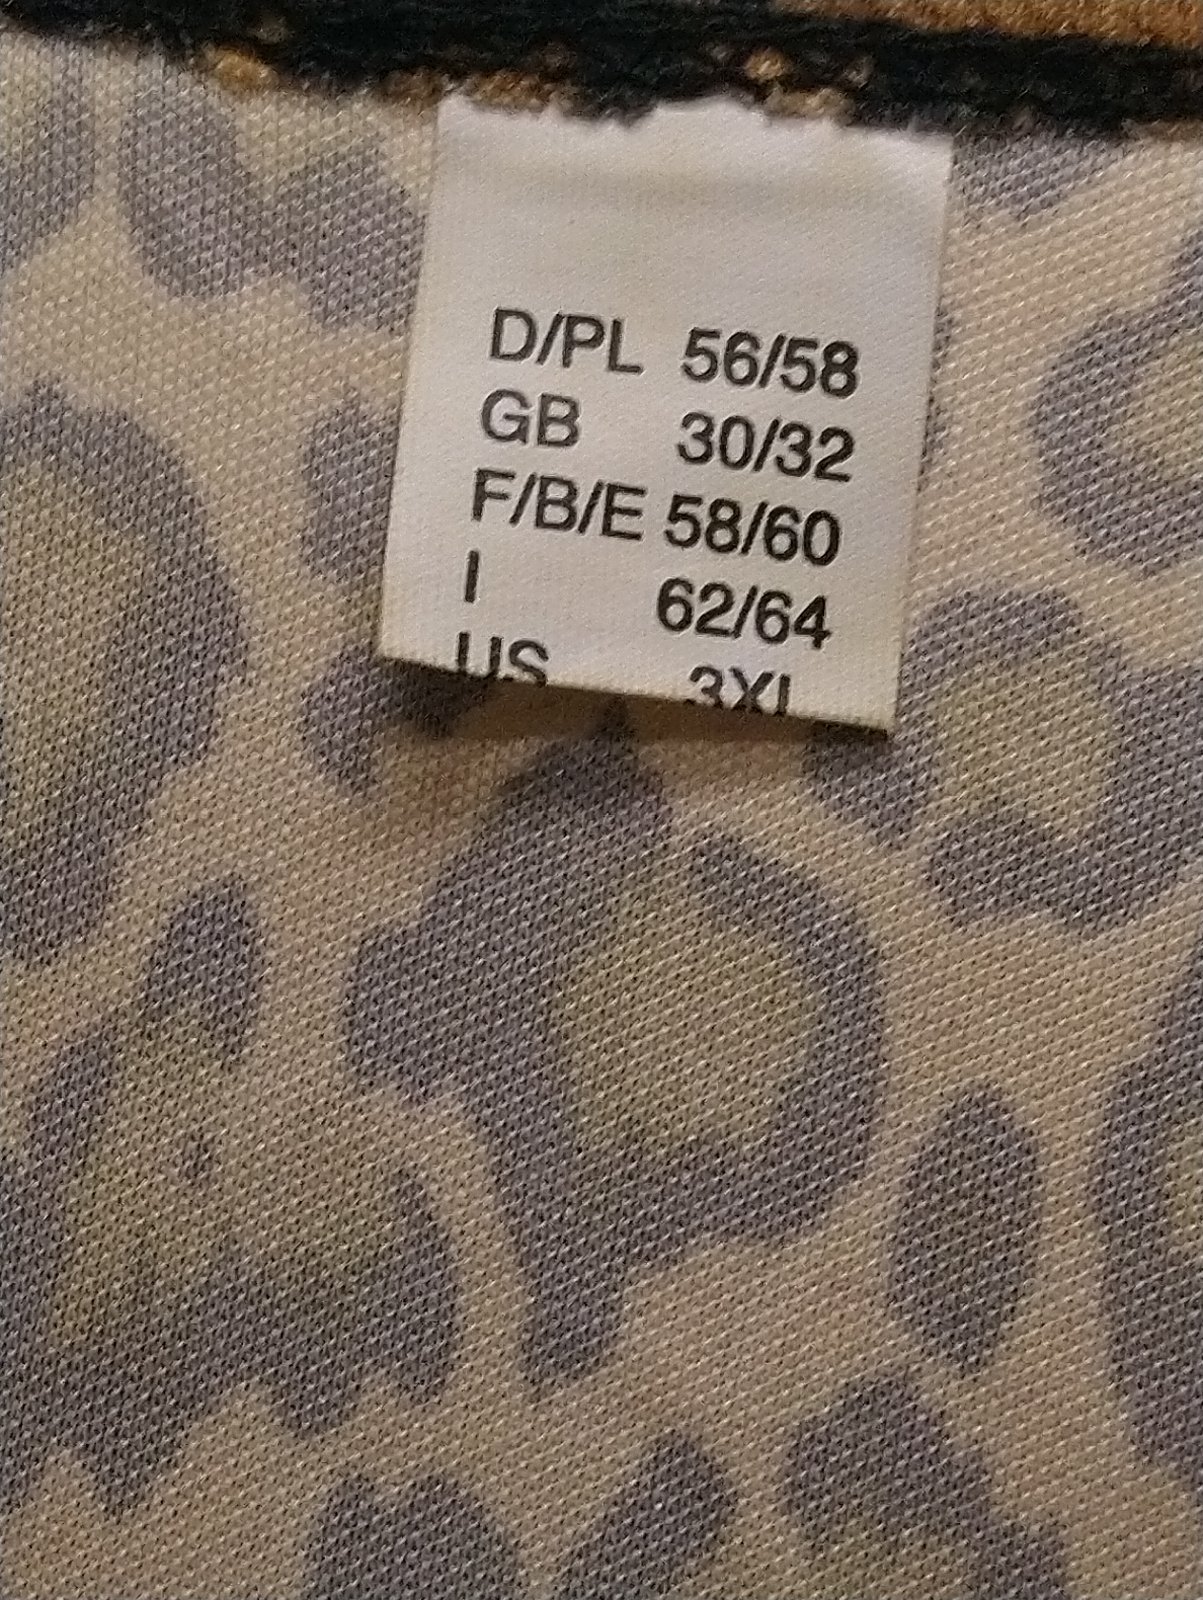 D/PL 56/58
GB 30/32
F/B/E 58/60
I 62/64
US 3XL